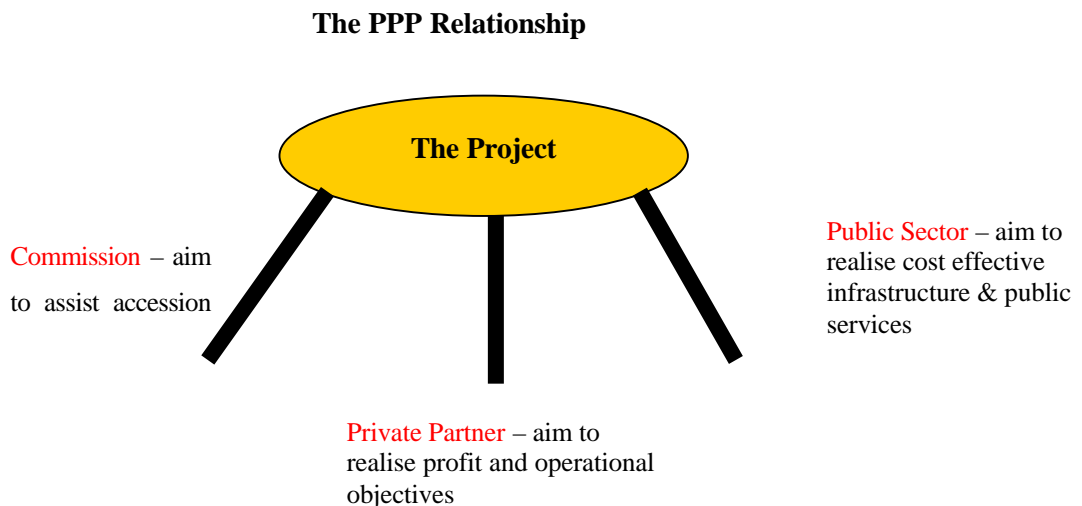 The PPP Relationship
The Project
Commission – aim
to assist accession
Public Sector – aim to
realise cost effective
infrastructure & public
services
Private Partner – aim to
realise profit and operational
objectives